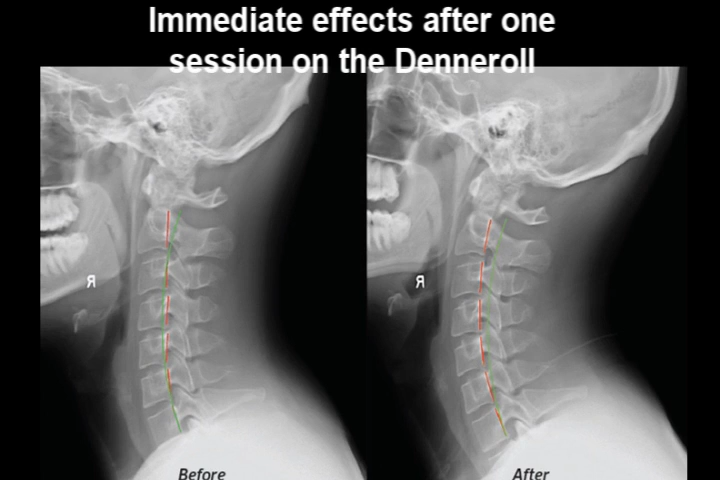 Immediate effects after one
session on the Denneroll
Я
Я
Before
After